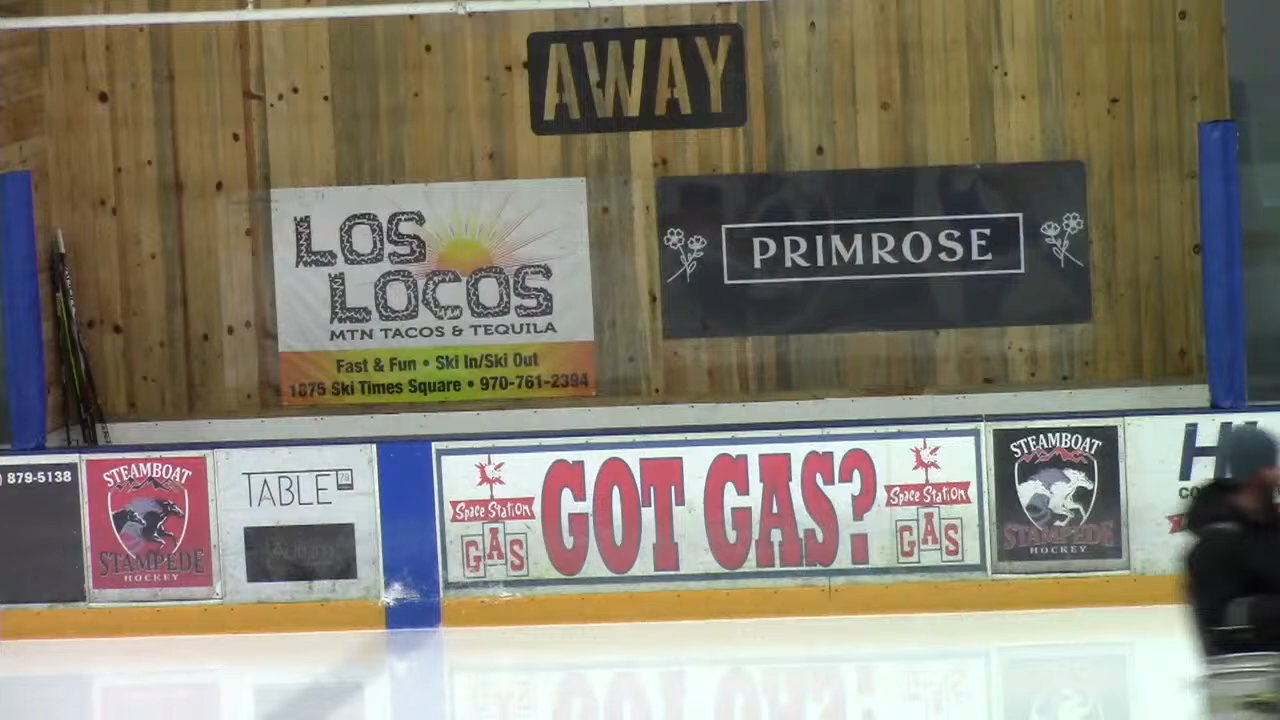 AWAY
LOS
LOCOS
MTN TACOS & TEQUILA
Fast & Fun • Ski In/Ski Out
1875 Ski Times Square • 970-761-2394
PRIMROSE
) 879-5138
STEAMBOAT
STAMPEDE
HOCKEY
TABLE 79
Space Station
GAS
GOT GAS?
Space Station
GAS
STEAMBOAT
STAMPEDE
HOCKEY